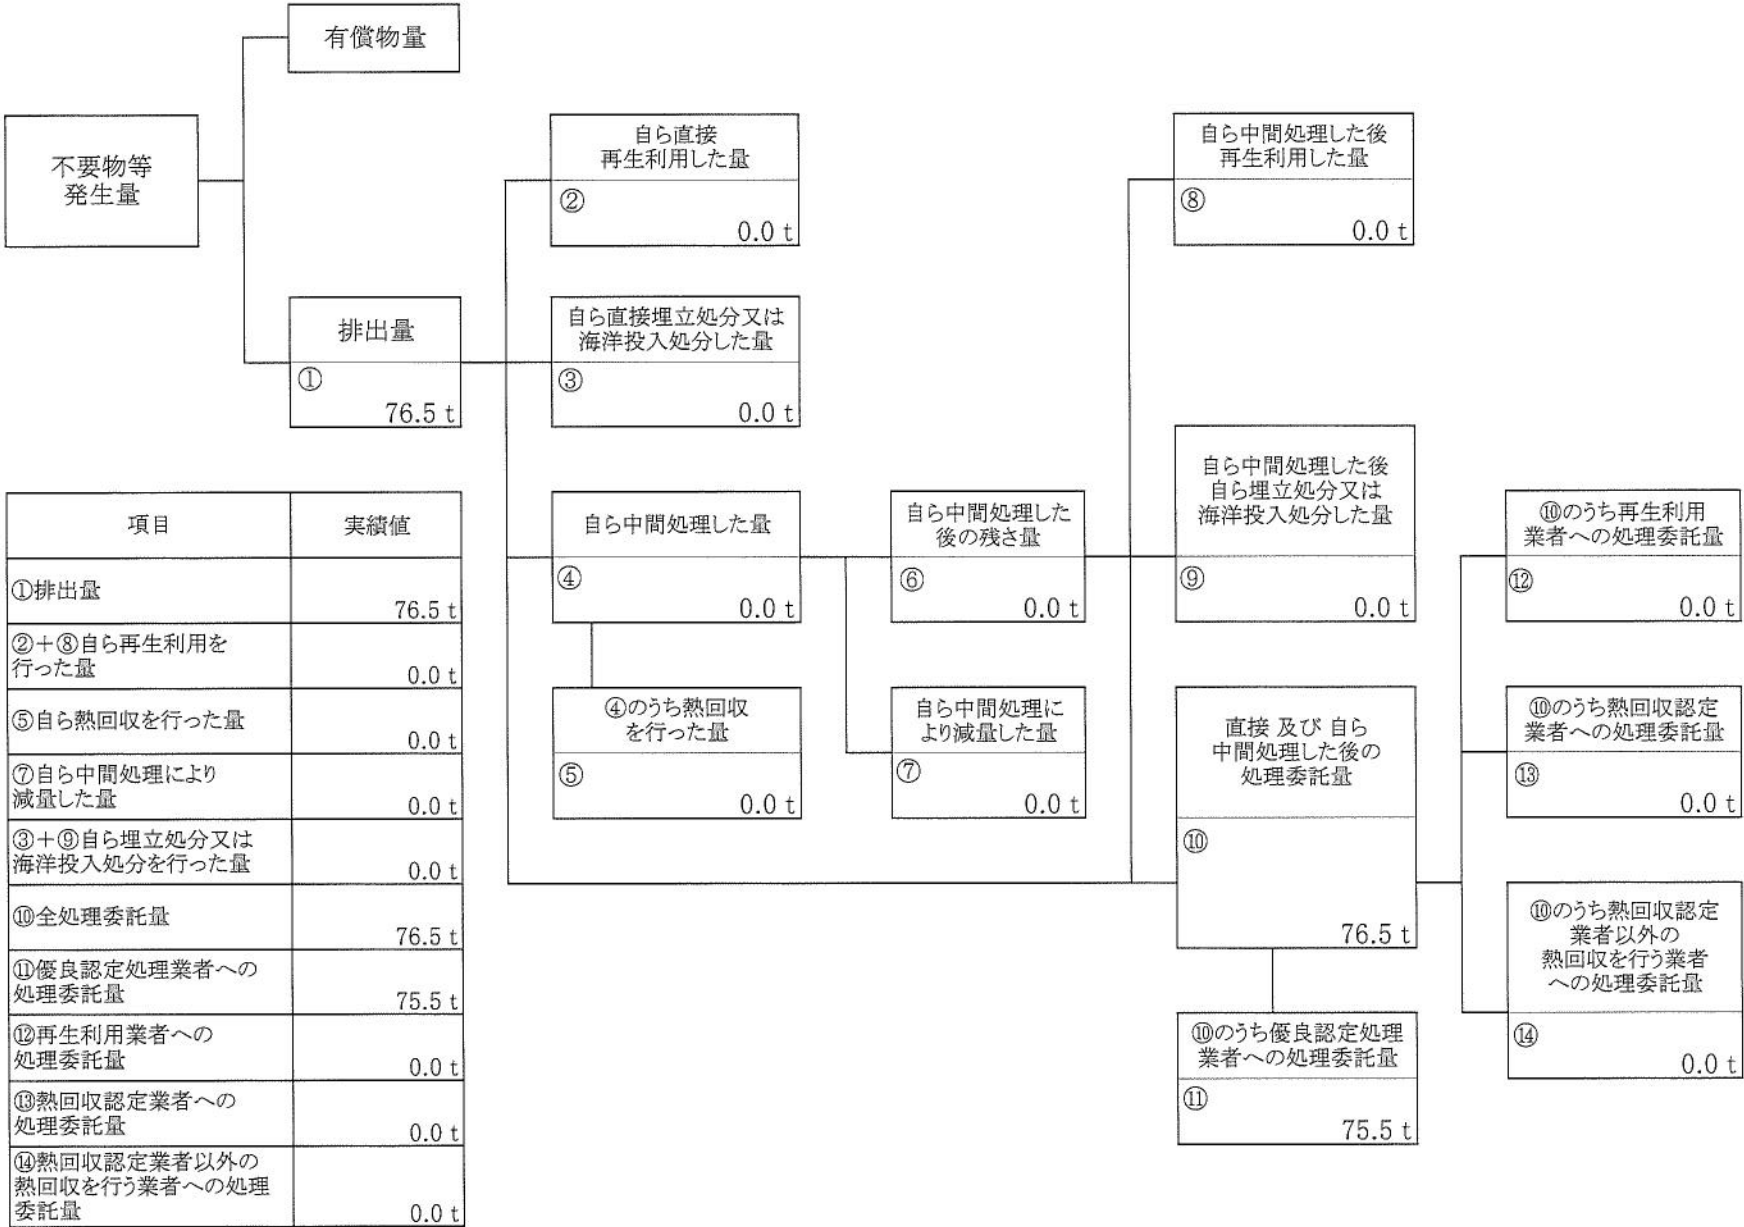 有償物量
不要物等
発生量
排出量
①
76.5 t
自ら直接
再生利用した量
②
0.0 t
自ら直接埋立処分又は
海洋投入処分した量
③
0.0 t
自ら中間処理した量
④
0.0 t
④のうち熱回収
を行った量
⑤
0.0 t
自ら中間処理した
後の残さ量
⑥
0.0 t
自ら中間処理に
より減量した量
⑦
0.0 t
自ら中間処理した後
再生利用した量
⑧
0.0 t
自ら中間処理した後
自ら埋立処分又は
海洋投入処分した量
⑨
0.0 t
直接 及び 自ら
中間処理した後の
処理委託量
⑩
76.5 t
⑩のうち優良認定処理
業者への処理委託量
⑪
75.5 t
⑩のうち再生利用
業者への処理委託量
⑫
0.0 t
⑩のうち熱回収認定
業者への処理委託量
⑬
0.0 t
⑩のうち熱回収認定
業者以外の
熱回収を行う業者
への処理委託量
⑭
0.0 t
項目 実績値
①排出量
76.5 t
②＋⑧自ら再生利用を
行った量
0.0 t
⑤自ら熱回収を行った量
0.0 t
⑦自ら中間処理により
減量した量
0.0 t
③＋⑨自ら埋立処分又は
海洋投入処分を行った量
0.0 t
⑩全処理委託量
76.5 t
⑪優良認定処理業者への
処理委託量
75.5 t
⑫再生利用業者への
処理委託量
0.0 t
⑬熱回収認定業者への
処理委託量
0.0 t
⑭熱回収認定業者以外の
熱回収を行う業者への処理
委託量
0.0 t